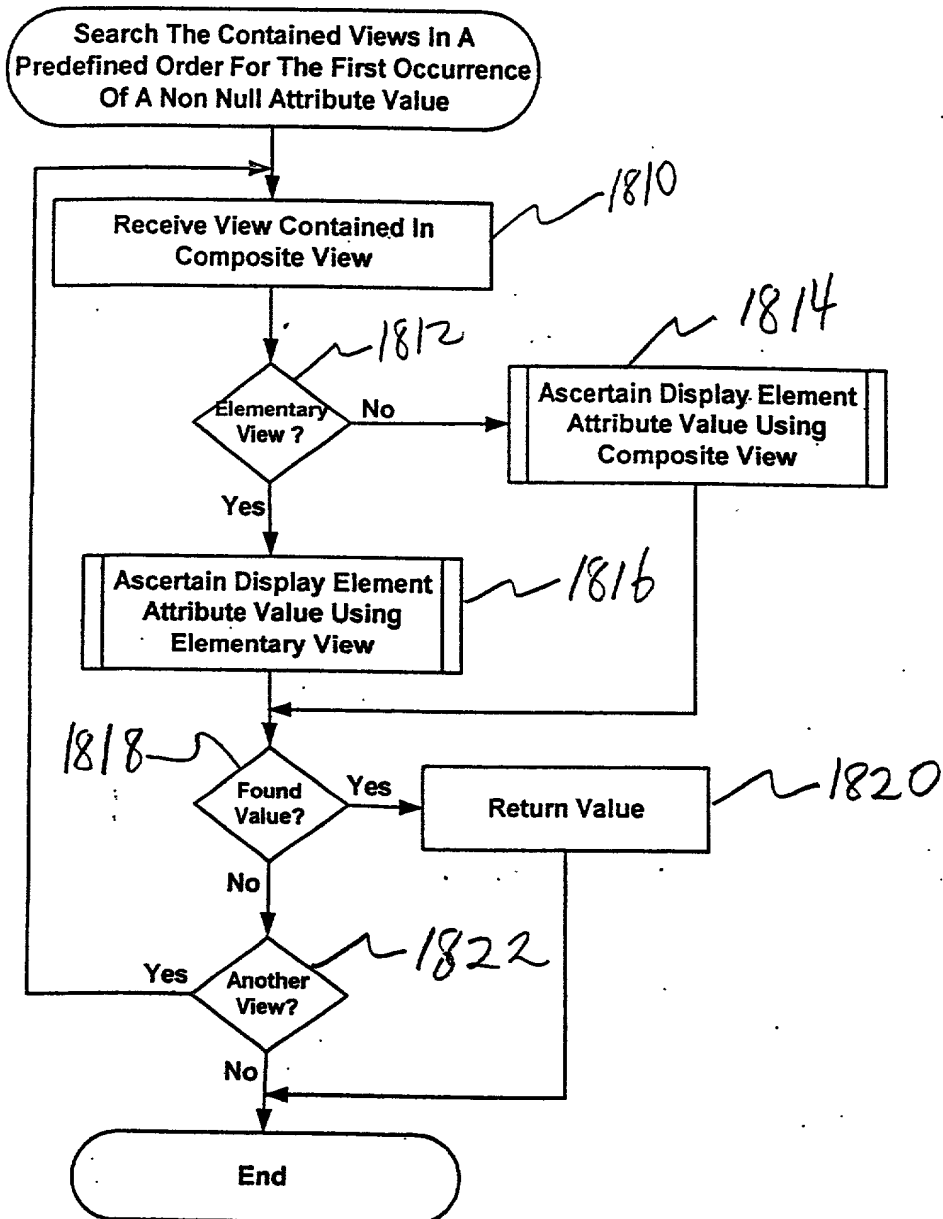 Search The Contained Views In A
Predefined Order For The First Occurrence
Of A Non Null Attribute Value
1810
Receive View Contained In
Composite View
1812
1814
Elementary
View ?
No
Ascertain Display Element
Attribute Value Using
Composite View
Yes
Ascertain Display Element
Attribute Value Using
Elementary View
1816
1818
Found
Value?
Yes
Return Value
1820
No
1822
Another
View?
Yes
No
End